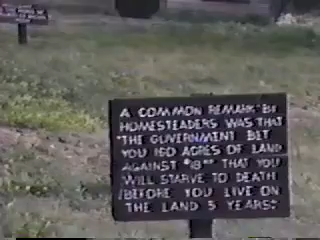 A COMMON REMARK BY
HOMESTEADERS WAS THAT
"THE GOVERNMENT BET
YOU 160 ACRES OF LAND
AGAINST $18⁰⁰ THAT YOU
WILL STARVE TO DEATH
BEFORE YOU LIVE ON
THE LAND 5 YEARS."